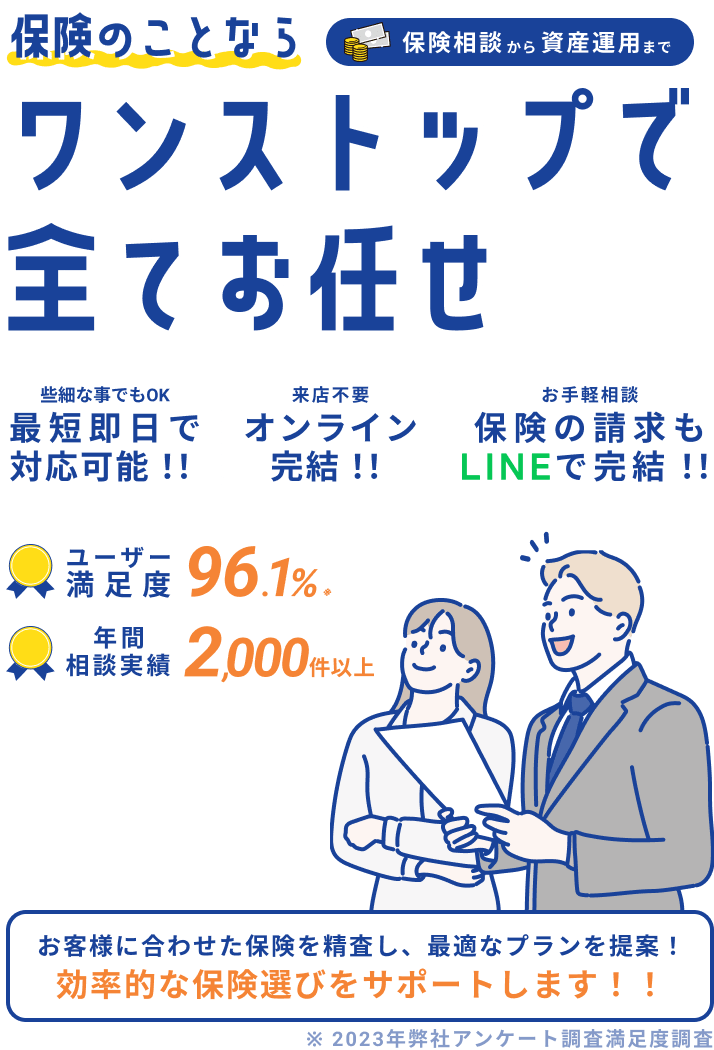 保険のことなら
保険相談から資産運用まで
ワンストップで
全てお任せ
些細な事でもOK
最短即日で
対応可能!!
来店不要
オンライン
完結!!
お手軽相談
保険の請求も
LINEで完結!!
ユーザー
満足度
96.1%※
年間
相談実績
2,000件以上
お客様に合わせた保険を精査し、最適なプランを提案！
効率的な保険選びをサポートします！！
※ 2023年弊社アンケート調査満足度調査